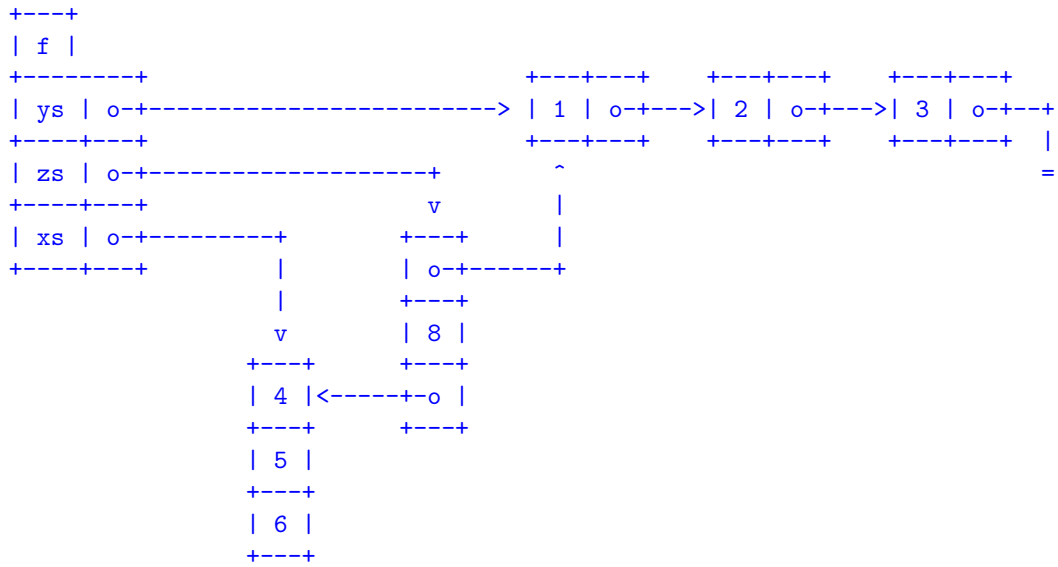 +---+
| f |
+--------+                         +---+---+   +---+---+   +---+---+
| ys | o-+-----------------------> | 1 | o-+--->| 2 | o-+--->| 3 | o-+--+
+----+---+                         +---+---+   +---+---+   +---+---+  |
| zs | o-+------------------+        ^                               =
+----+---+                  v        |
| xs | o-+---------+       +---+     |
+----+---+         |       | o-+------+
                   |       +---+
                   v       | 8 |
                 +---+     +---+
                 | 4 |<-----+-o |
                 +---+     +---+
                 | 5 |
                 +---+
                 | 6 |
                 +---+